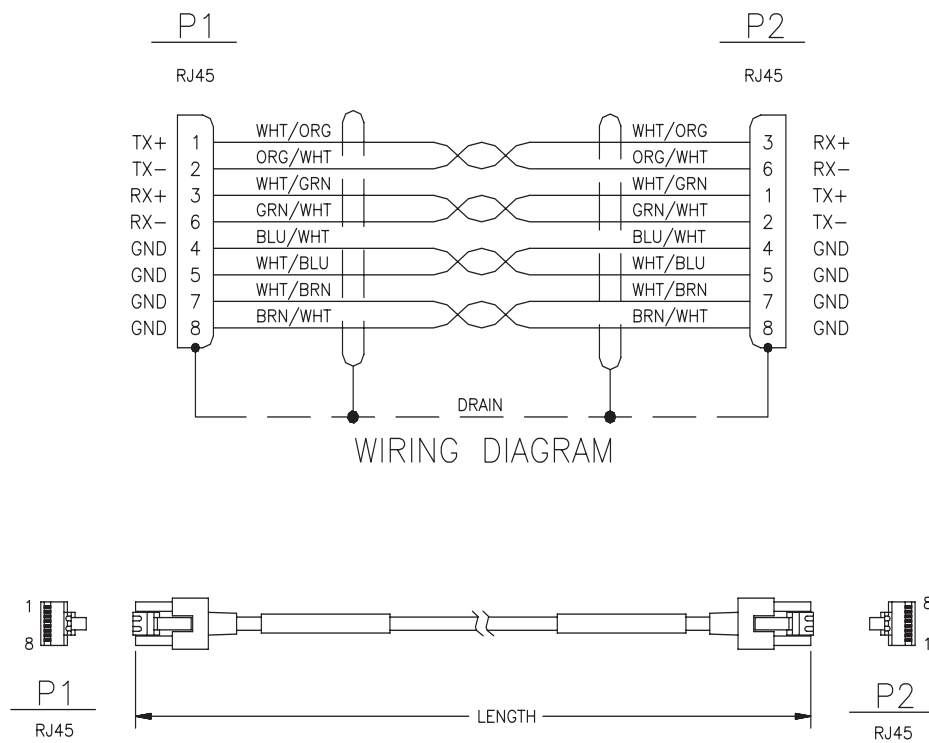 P1 P2
RJ45 RJ45
WHT/ORG WHT/ORG
TX+ 1 3 RX+
ORG/WHT ORG/WHT
TX- 2 6 RX-
WHT/GRN WHT/GRN
RX+ 3 1 TX+
GRN/WHT GRN/WHT
RX- 6 2 TX-
BLU/WHT BLU/WHT
GND 4 4 GND
WHT/BLU WHT/BLU
GND 5 5 GND
WHT/BRN WHT/BRN
GND 7 7 GND
BRN/WHT BRN/WHT
GND 8 8 GND
DRAIN
WIRING DIAGRAM
1 8
8 1
P1 P2
LENGTH
RJ45 RJ45